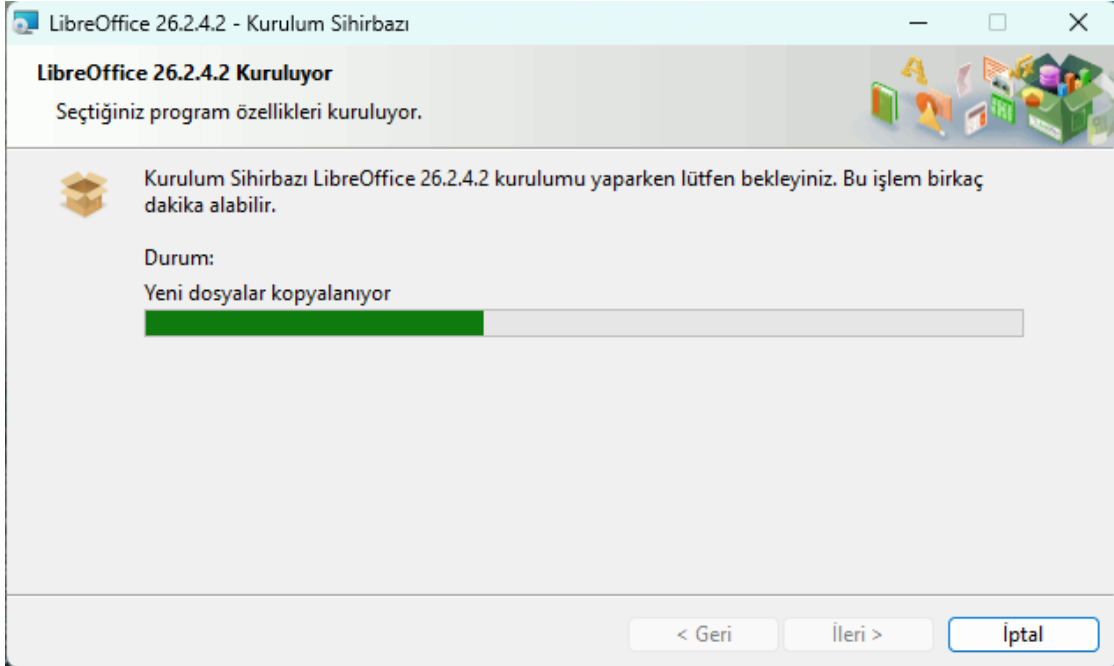 LibreOffice 26.2.4.2 - Kurulum Sihirbazı
LibreOffice 26.2.4.2 Kuruluyor
Seçtiğiniz program özellikleri kuruluyor.
Kurulum Sihirbazı LibreOffice 26.2.4.2 kurulumu yaparken lütfen bekleyiniz. Bu işlem birkaç
dakika alabilir.
Durum:
Yeni dosyalar kopyalanıyor
< Geri
İleri >
İptal